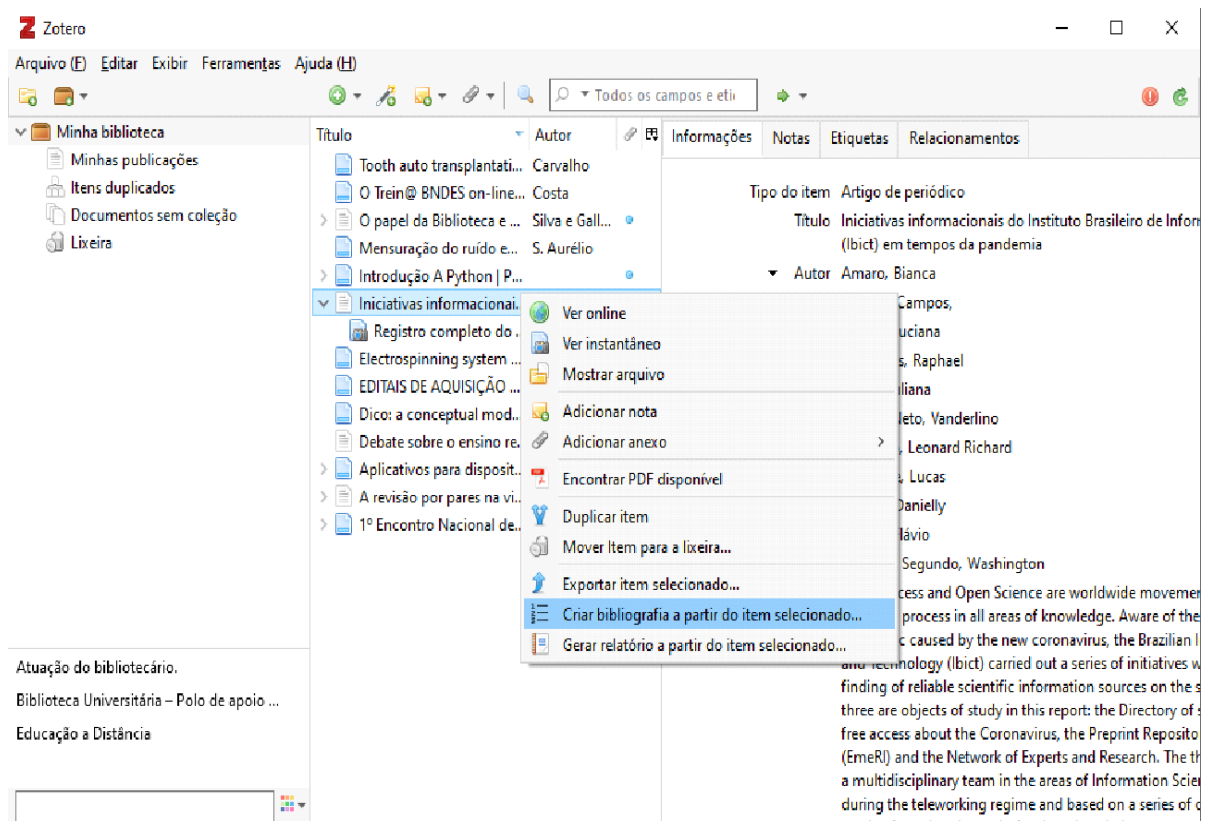 Zotero
Arquivo (F) Editar Exibir Ferramentas Ajuda (H)
Todos os campos e eti
Minha biblioteca
Minhas publicações
Itens duplicados
Documentos sem coleção
Lixeira
Atuação do bibliotecário.
Biblioteca Universitária – Polo de apoio ...
Educação a Distância
Título Autor
Tooth auto transplantati... Carvalho
O Trein@ BNDES on-line... Costa
O papel da Biblioteca e ... Silva e Gall...
Mensuração do ruído e... S. Aurélio
Introdução A Python | P...
Iniciativas informacionai...
Registro completo do ...
Electrospinning system ...
EDITAIS DE AQUISIÇÃO ...
Dico: a conceptual mod...
Debate sobre o ensino re...
Aplicativos para disposit...
A revisão por pares na vi...
1º Encontro Nacional de...
Ver online
Ver instantâneo
Mostrar arquivo
Adicionar nota
Adicionar anexo
Encontrar PDF disponível
Duplicar item
Mover Item para a lixeira...
Exportar item selecionado...
Criar bibliografia a partir do item selecionado...
Gerar relatório a partir do item selecionado...
Informações Notas Etiquetas Relacionamentos
Tipo do item Artigo de periódico
Título Iniciativas informacionais do Instituto Brasileiro de Inform
(Ibict) em tempos da pandemia
Autor Amaro, Bianca
Campos,
uciana
s, Raphael
liana
Neto, Vanderlino
, Leonard Richard
, Lucas
Danielly
lávio
Segundo, Washington
cess and Open Science are worldwide movemen
process in all areas of knowledge. Aware of the
c caused by the new coronavirus, the Brazilian I
and Technology (Ibict) carried out a series of initiatives w
finding of reliable scientific information sources on the s
three are objects of study in this report: the Directory of s
free access about the Coronavirus, the Preprint Reposito
(EmeRI) and the Network of Experts and Research. The th
a multidisciplinary team in the areas of Information Scien
during the teleworking regime and based on a series of c